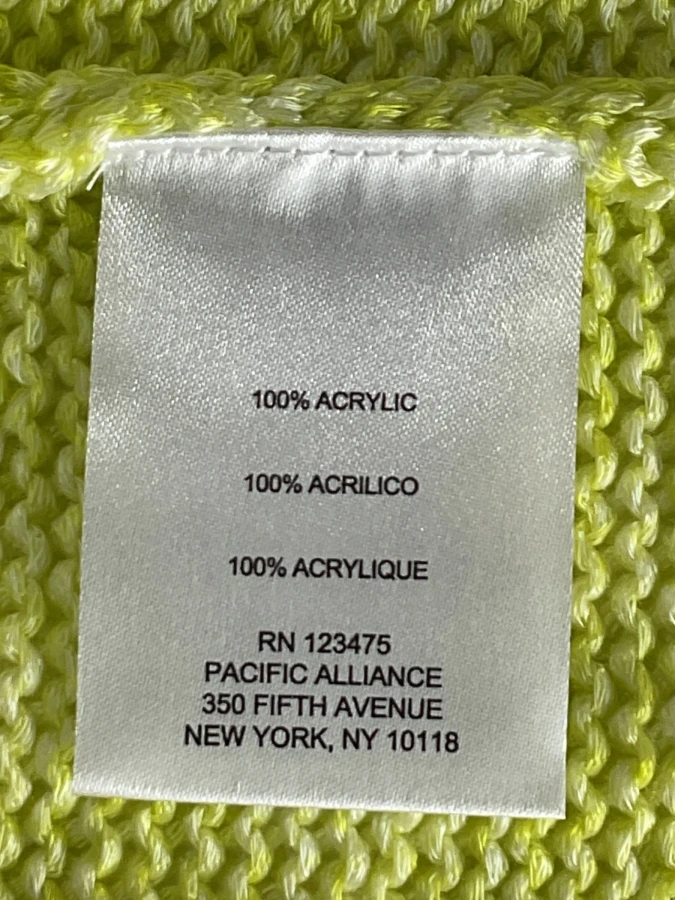 100% ACRYLIC
100% ACRILICO
100% ACRYLIQUE
RN 123475
PACIFIC ALLIANCE
350 FIFTH AVENUE
NEW YORK, NY 10118